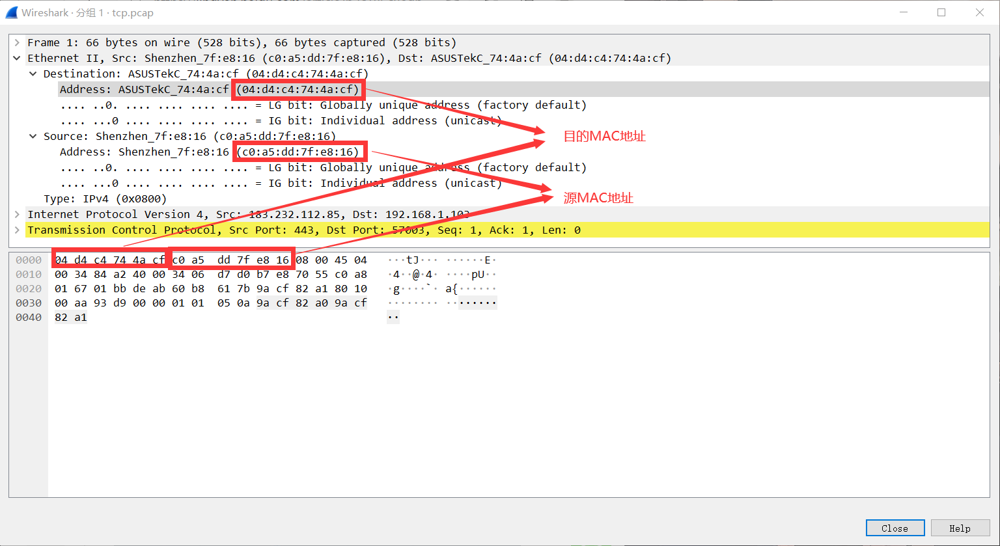 Wireshark · 分组 1 · tcp.pcap
Frame 1: 66 bytes on wire (528 bits), 66 bytes captured (528 bits)
Ethernet II, Src: Shenzhen_7f:e8:16 (c0:a5:dd:7f:e8:16), Dst: ASUSTekC_74:4a:cf (04:d4:c4:74:4a:cf)
Destination: ASUSTekC_74:4a:cf (04:d4:c4:74:4a:cf)
Address: ASUSTekC_74:4a:cf (04:d4:c4:74:4a:cf)
.... ..0. .... .... .... .... = LG bit: Globally unique address (factory default)
.... ...0 .... .... .... .... = IG bit: Individual address (unicast)
目的MAC地址
Source: Shenzhen_7f:e8:16 (c0:a5:dd:7f:e8:16)
Address: Shenzhen_7f:e8:16 (c0:a5:dd:7f:e8:16)
.... ..0. .... .... .... .... = LG bit: Globally unique address (factory default)
.... ...0 .... .... .... .... = IG bit: Individual address (unicast)
源MAC地址
Type: IPv4 (0x0800)
Internet Protocol Version 4, Src: 183.232.112.85, Dst: 192.168.1.103
Transmission Control Protocol, Src Port: 443, Dst Port: 57003, Seq: 1, Ack: 1, Len: 0
0000 04 d4 c4 74 4a cf c0 a5 dd 7f e8 16 08 00 45 04 ···tJ··· ······E·
0010 00 34 84 a2 40 00 34 06 d7 d0 b7 e8 70 55 c0 a8 ·4··@·4· ····pU··
0020 01 67 01 bb de ab 60 b8 61 7b 9a cf 82 a1 80 10 ·g····`· a{······
0030 00 aa 93 d9 00 00 01 01 05 0a 9a cf 82 a0 9a cf ········ ········
0040 82 a1 ··
Close
Help